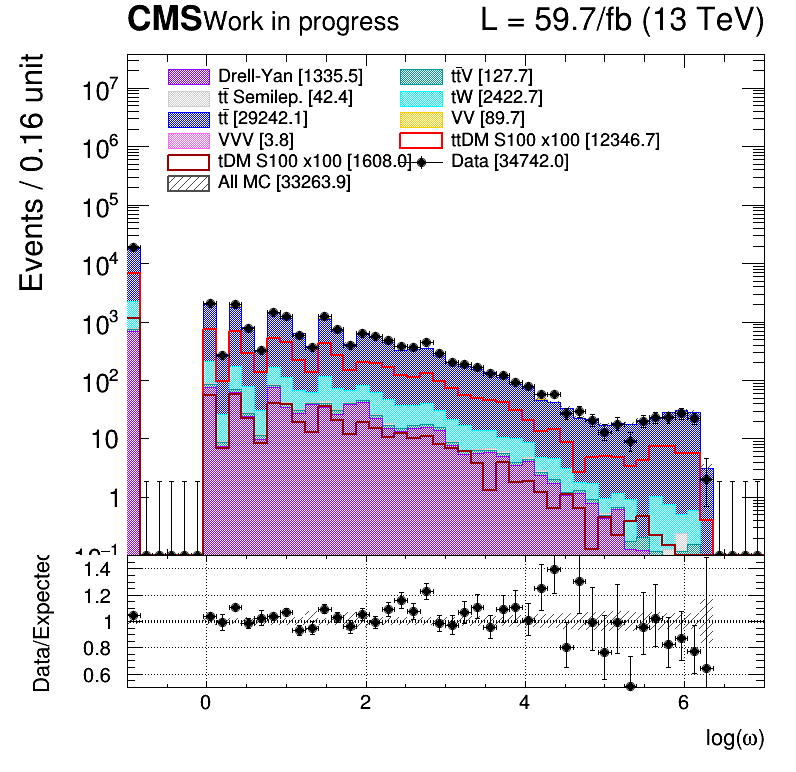 CMS Work in progress L = 59.7/fb (13 TeV)
Drell-Yan [1335.5] tt̄V [127.7]
tt̄ Semilep. [42.4] tW [2422.7]
tt̄ [29242.1] VV [89.7]
VVV [3.8] ttDM S100 x100 [12346.7]
tDM S100 x100 [1608.0] Data [34742.0]
All MC [33263.9]
Events / 0.16 unit
10⁷
10⁶
10⁵
10⁴
10³
10²
10
1
10⁻¹
Data/Expected
1.4
1.2
1
0.8
0.6
0 2 4 6
log(ω)